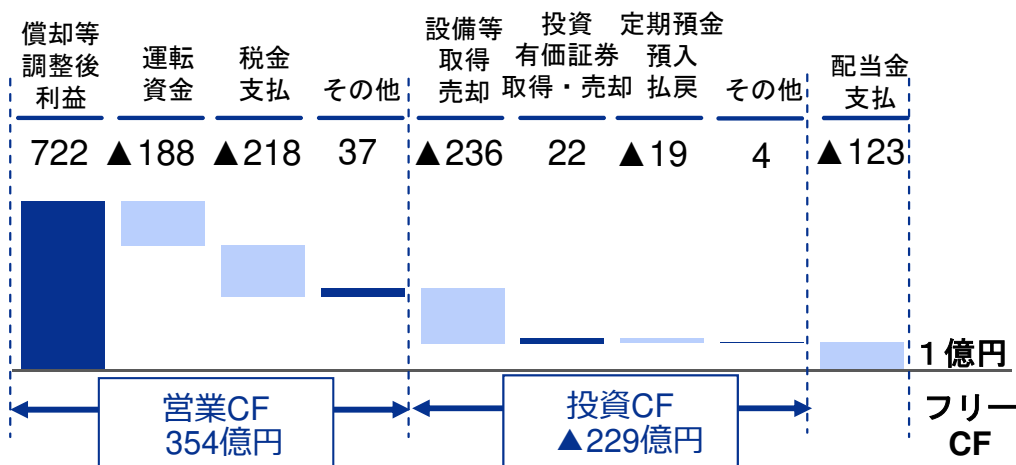 償却等
調整後
利益
運転
資金
税金
支払
その他
設備等
取得
売却
投資
有価証券
取得・売却
定期預金
預入
払戻
その他
配当金
支払
722 ▲188 ▲218 37 ▲236 22 ▲19 4 ▲123
1億円
営業CF
354億円
投資CF
▲229億円
フリー
CF